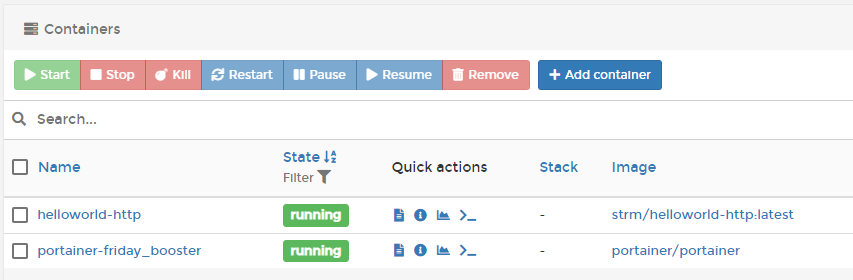 Containers
Start Stop Kill Restart Pause Resume Remove Add container
Search...
Name State Filter Quick actions Stack Image
helloworld-http running - strm/helloworld-http:latest
portainer-friday_booster running - portainer/portainer